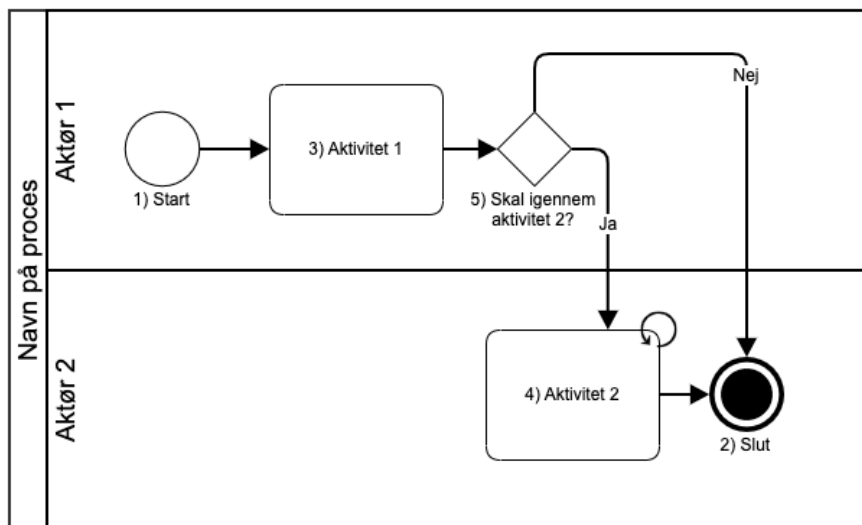 Navn på proces
Aktør 1
1) Start
3) Aktivitet 1
5) Skal igennem
aktivitet 2?
Nej
Ja
Aktør 2
4) Aktivitet 2
2) Slut